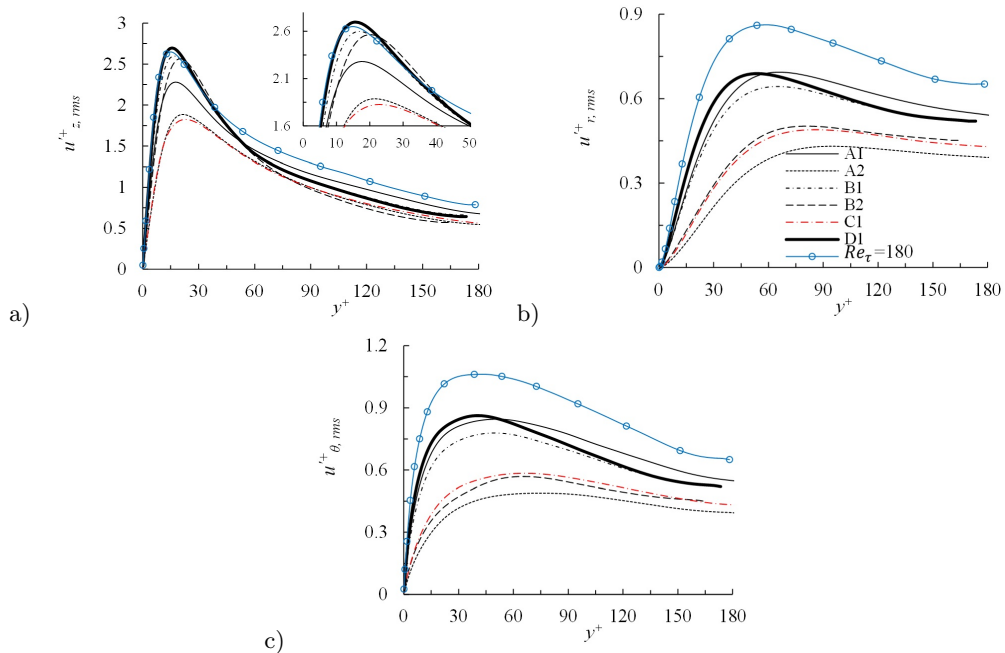 3
2.5
2
1.5
1
0.5
0
0 30 60 90 120 150 180
u'⁺z, rms
y⁺
2.6
2.1
1.6
0 10 20 30 40 50
a)
0.9
0.6
0.3
0
0 30 60 90 120 150 180
u'⁺r, rms
y⁺
A1
A2
B1
B2
C1
D1
Reτ =180
b)
1.2
0.9
0.6
0.3
0
0 30 60 90 120 150 180
u'⁺θ, rms
y⁺
c)